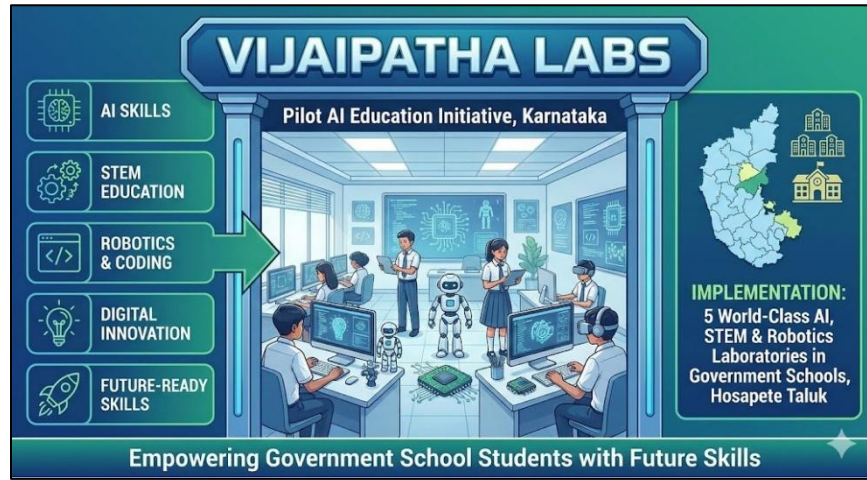 VIJAIPATHA LABS
Pilot AI Education Initiative, Karnataka
AI SKILLS
STEM
EDUCATION
ROBOTICS
& CODING
</>
DIGITAL
INNOVATION
FUTURE-READY
SKILLS
IMPLEMENTATION:
5 World-Class AI,
STEM & Robotics
Laboratories in
Government Schools,
Hosapete Taluk
Empowering Government School Students with Future Skills